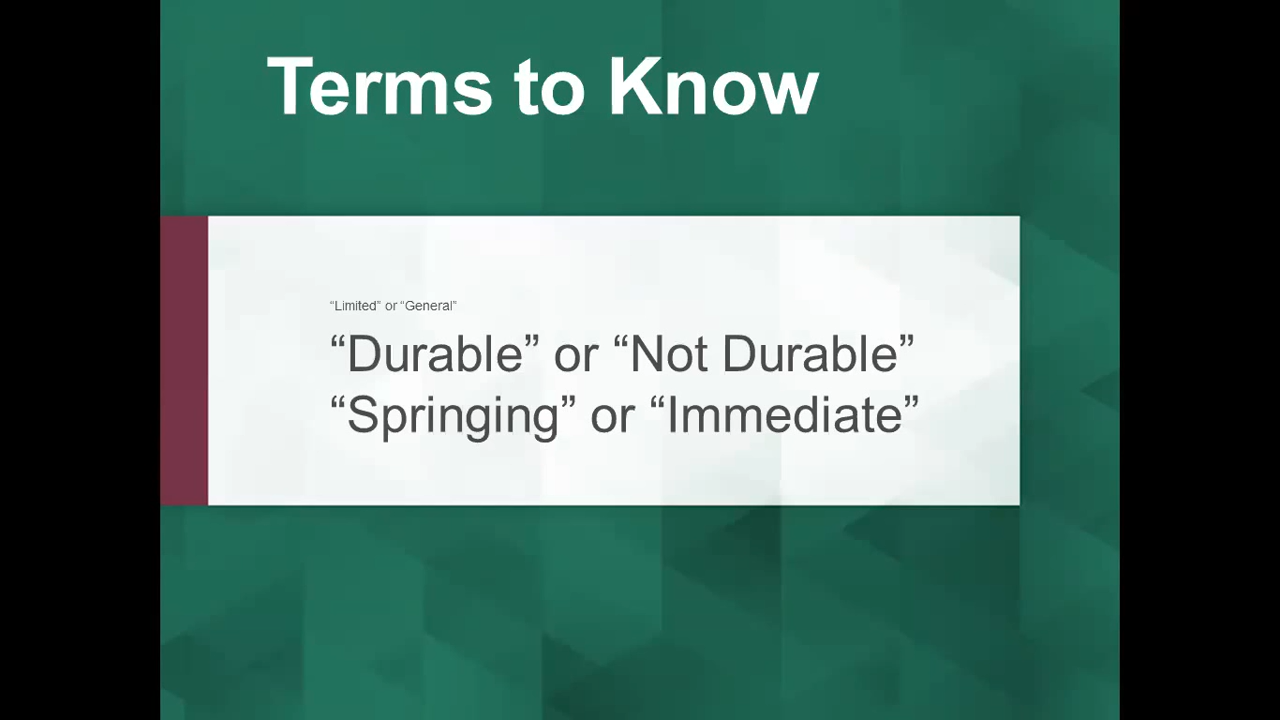 Terms to Know
“Limited” or “General”
“Durable” or “Not Durable”
“Springing” or “Immediate”